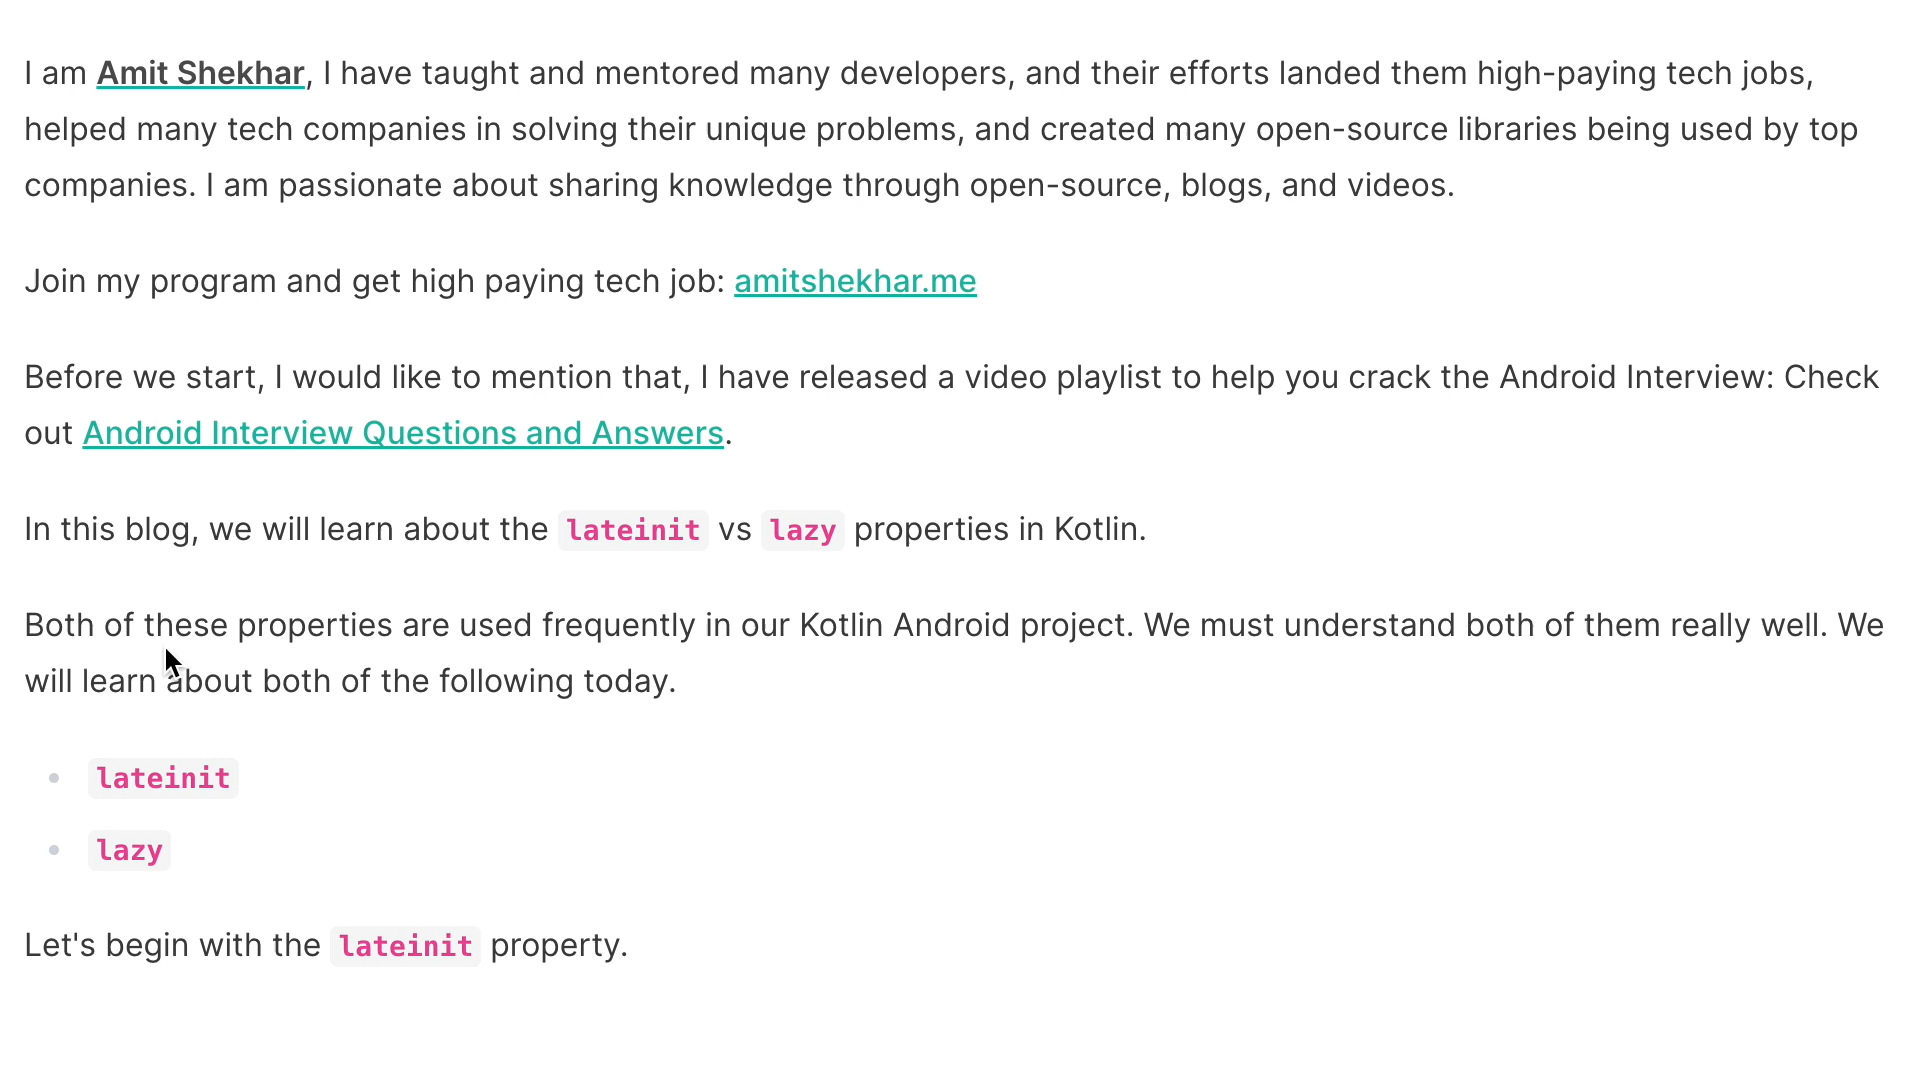 I am Amit Shekhar, I have taught and mentored many developers, and their efforts landed them high-paying tech jobs,
helped many tech companies in solving their unique problems, and created many open-source libraries being used by top
companies. I am passionate about sharing knowledge through open-source, blogs, and videos.
Join my program and get high paying tech job: amitshekhar.me
Before we start, I would like to mention that, I have released a video playlist to help you crack the Android Interview: Check
out Android Interview Questions and Answers.
In this blog, we will learn about the lateinit vs lazy properties in Kotlin.
Both of these properties are used frequently in our Kotlin Android project. We must understand both of them really well. We
will learn about both of the following today.
lateinit
lazy
Let's begin with the lateinit property.